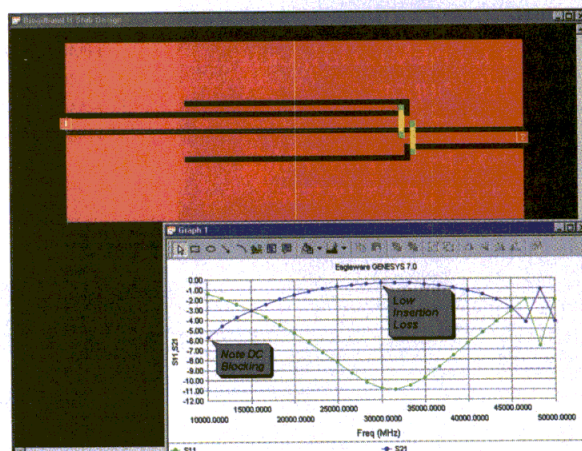 Broadband H Stub Design
1
2
Graph 1
Eagleware GENESYS 7.0
0.00
-1.00
-2.00
-3.00
-4.00
-5.00
-6.00
-7.00
-8.00
-9.00
-10.00
-11.00
-12.00
S11,S21
Low
Insertion
Loss
Note DC
Blocking
15000.0000 25000.0000 35000.0000 45000.0000
10000.0000 20000.0000 30000.0000 40000.0000 50000.0000
Freq (MHz)
S11 S21